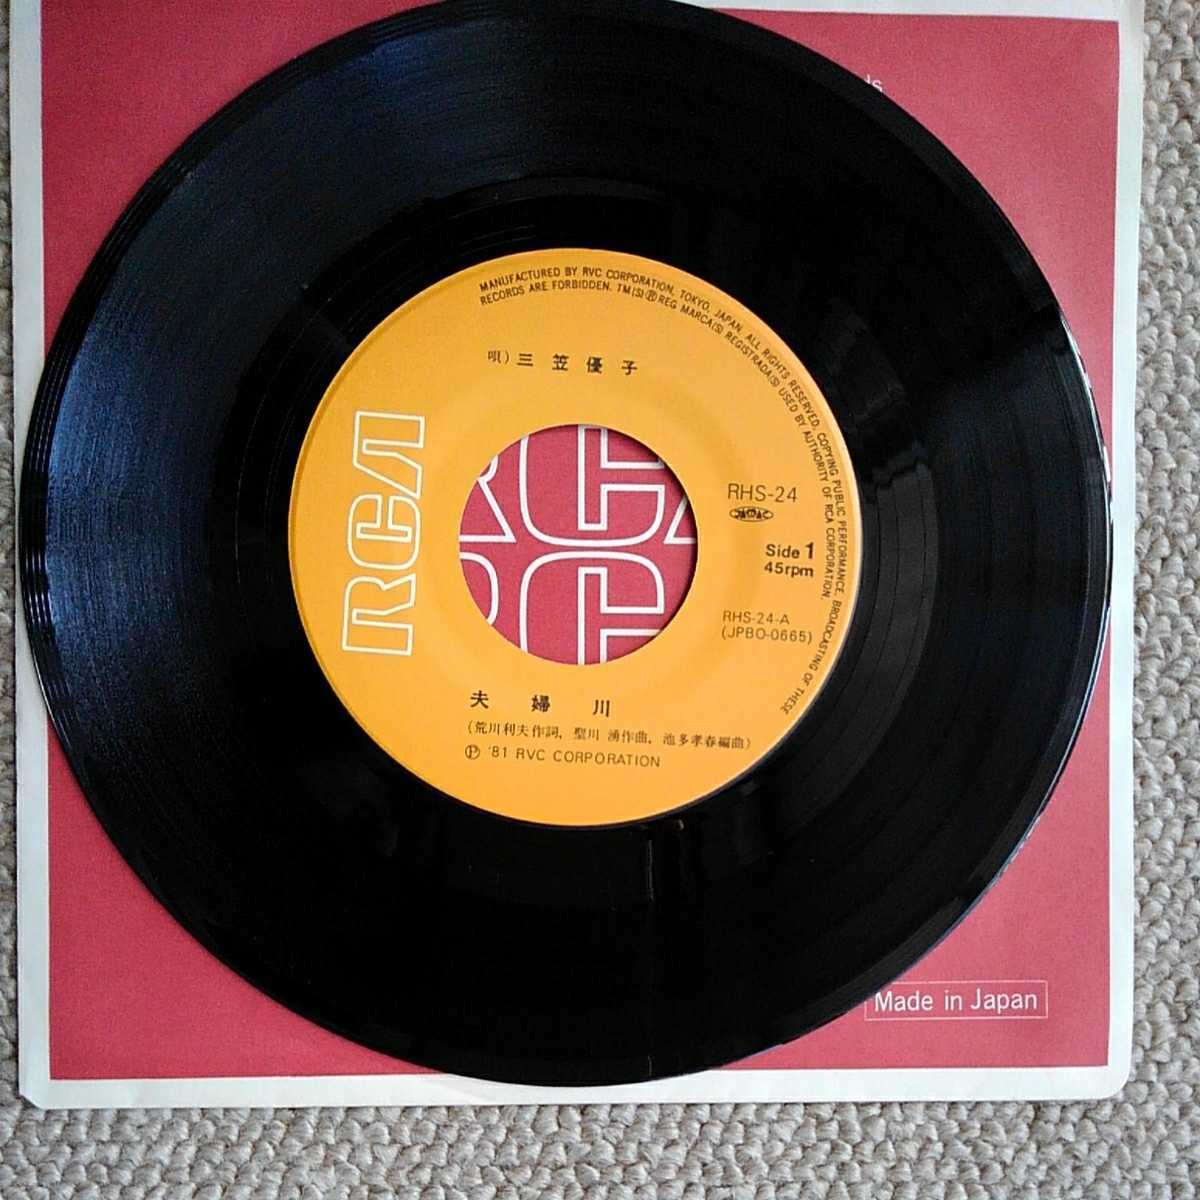 MANUFACTURED BY RVC CORPORATION, TOKYO, JAPAN. ALL RIGHTS RESERVED. COPYING PUBLIC PERFORMANCE, BROADCASTING OF THESE
RECORDS ARE FORBIDDEN. TM(S)Ⓡ REG MARCA(S) REGISTRADA(S) USED BY AUTHORITY OF RCA CORPORATION
唄) 三笠優子
RCA
RHS-24
Side 1
45rpm
RHS-24-A
(JPBO-0665)
夫婦川
(荒川利夫作詞, 聖川 湧作曲, 池多孝春編曲)
Ⓟ '81 RVC CORPORATION
Made in Japan